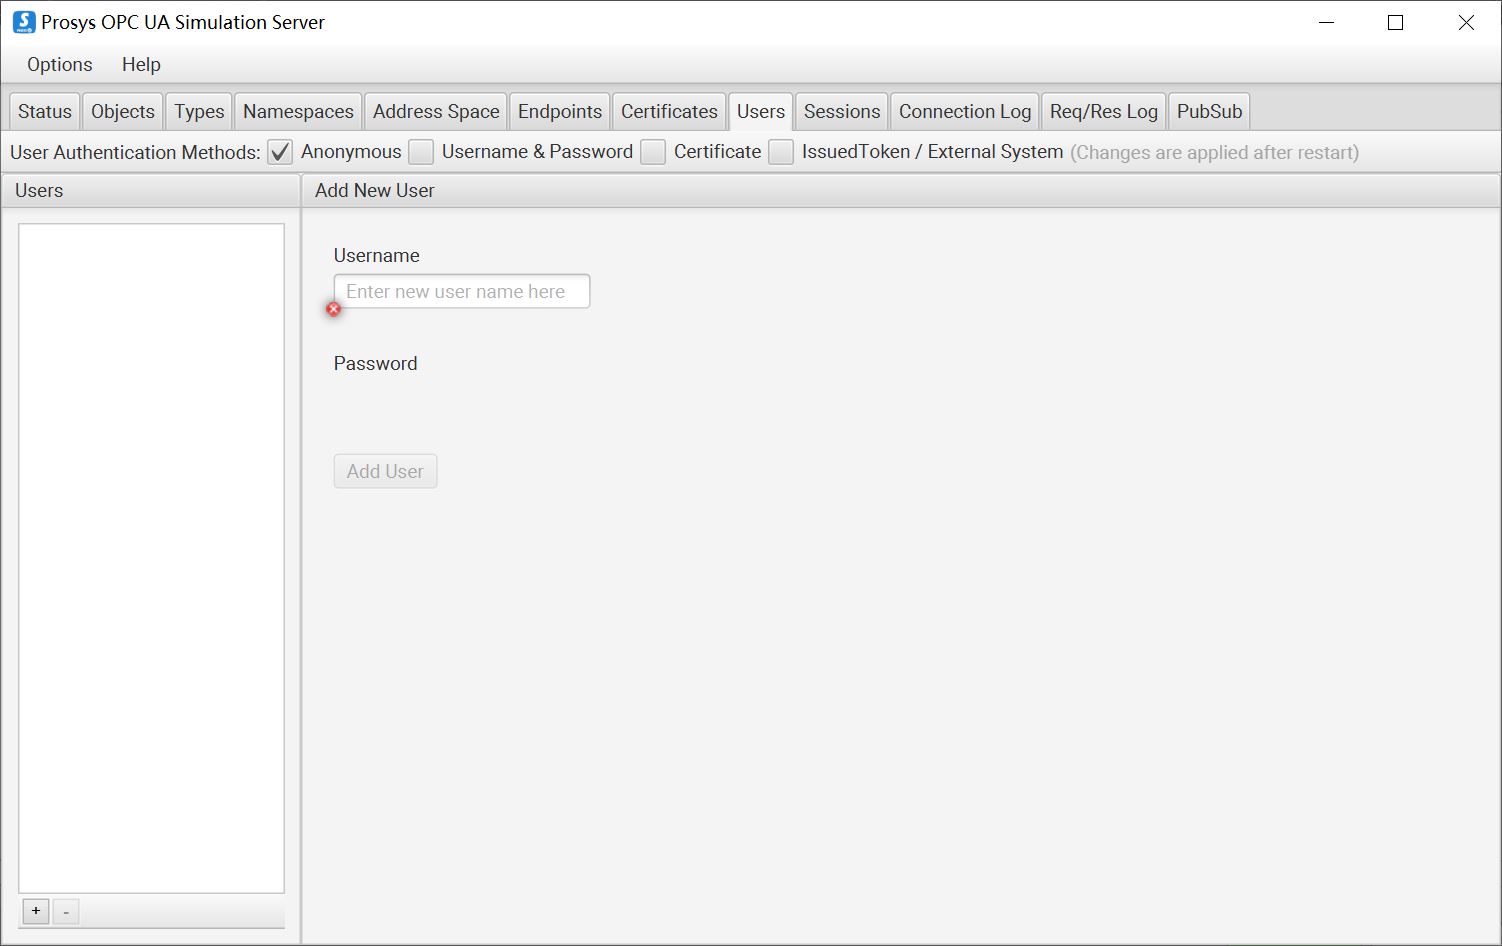 Prosys OPC UA Simulation Server
Options Help
Status Objects Types Namespaces Address Space Endpoints Certificates Users Sessions Connection Log Req/Res Log PubSub
User Authentication Methods: Anonymous Username & Password Certificate IssuedToken / External System (Changes are applied after restart)
Users Add New User
Username
Enter new user name here
Password
Add User
+ -